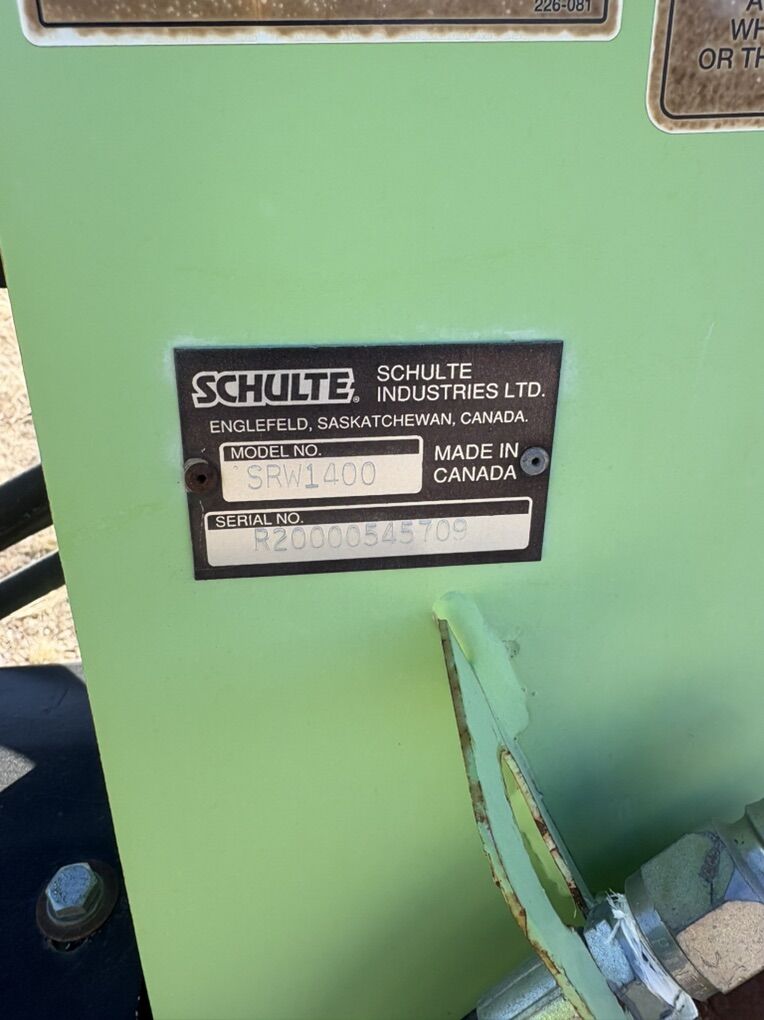 226-081
A
WH
OR TH
SCHULTE®
SCHULTE
INDUSTRIES LTD.
ENGLEFELD, SASKATCHEWAN, CANADA.
MODEL NO.
SRW1400
MADE IN
CANADA
SERIAL NO.
R20000545709